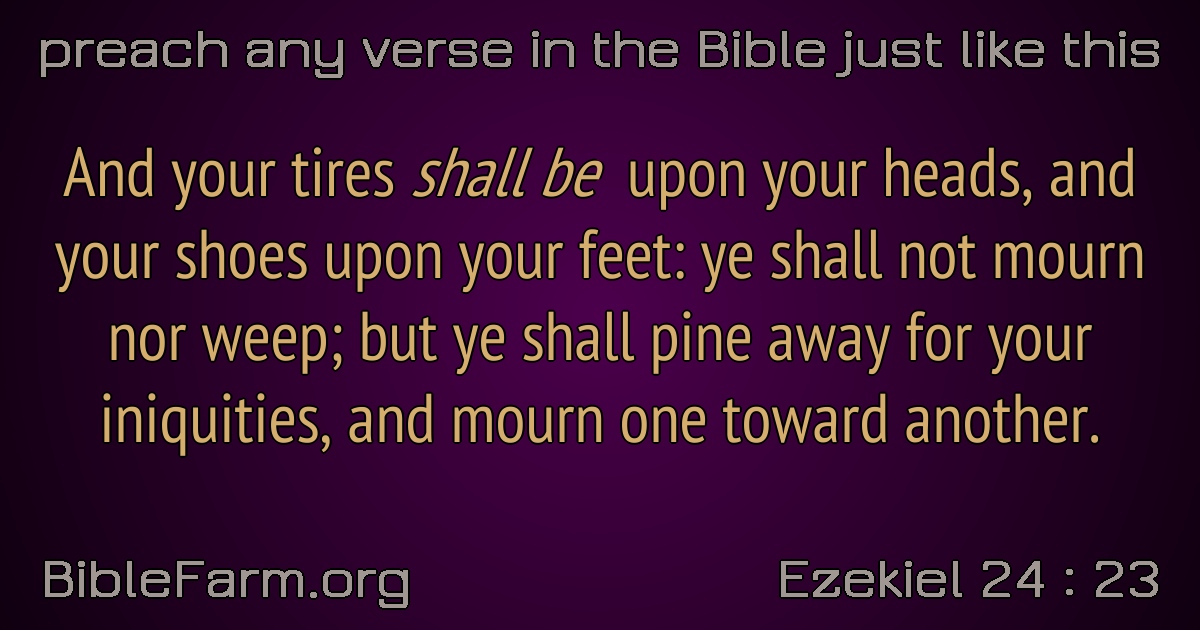 preach any verse in the Bible just like this
And your tires shall be upon your heads, and
your shoes upon your feet: ye shall not mourn
nor weep; but ye shall pine away for your
iniquities, and mourn one toward another.
BibleFarm.org
Ezekiel 24 : 23